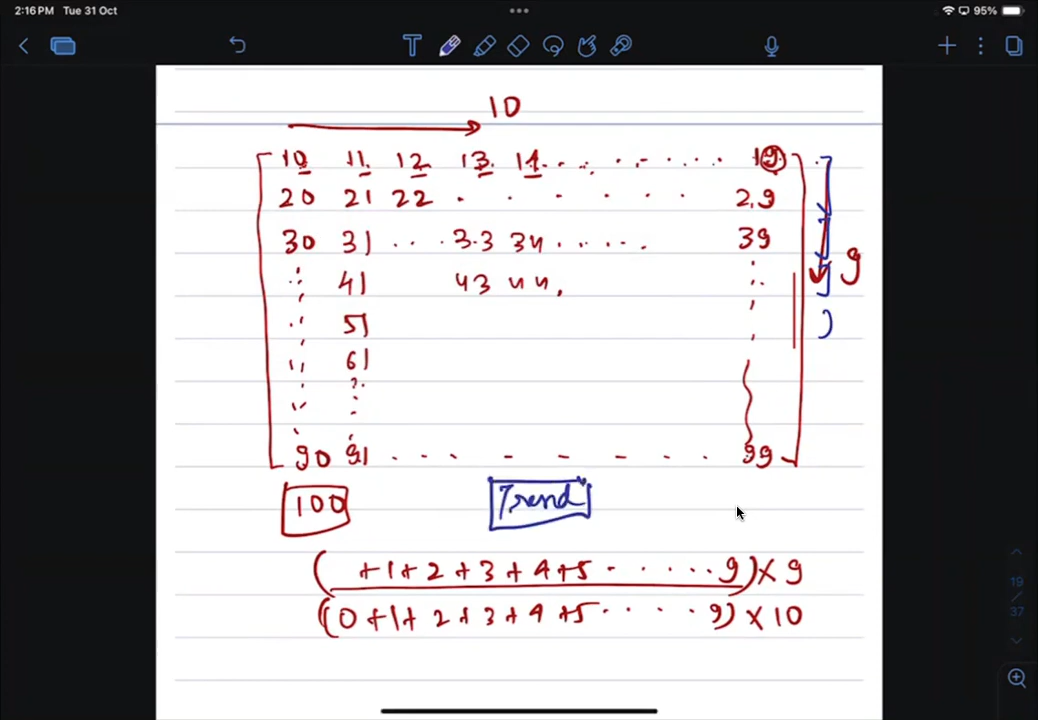 2:16 PM Tue 31 Oct 95%
10
10 11 12 13 14 . . . . . . . . . 19
20 21 22 . . . . . . 29
30 31 . . . 33 34 . . . . . . 39
41 43 44 .
9
51
61
90 91 . . . - - - . . 99
100 Trend
( +1+2+3+4+5 - . . . . . 9 ) × 9
19
/
37
(0+1+2+3+4+5 . . . . . 9) × 10